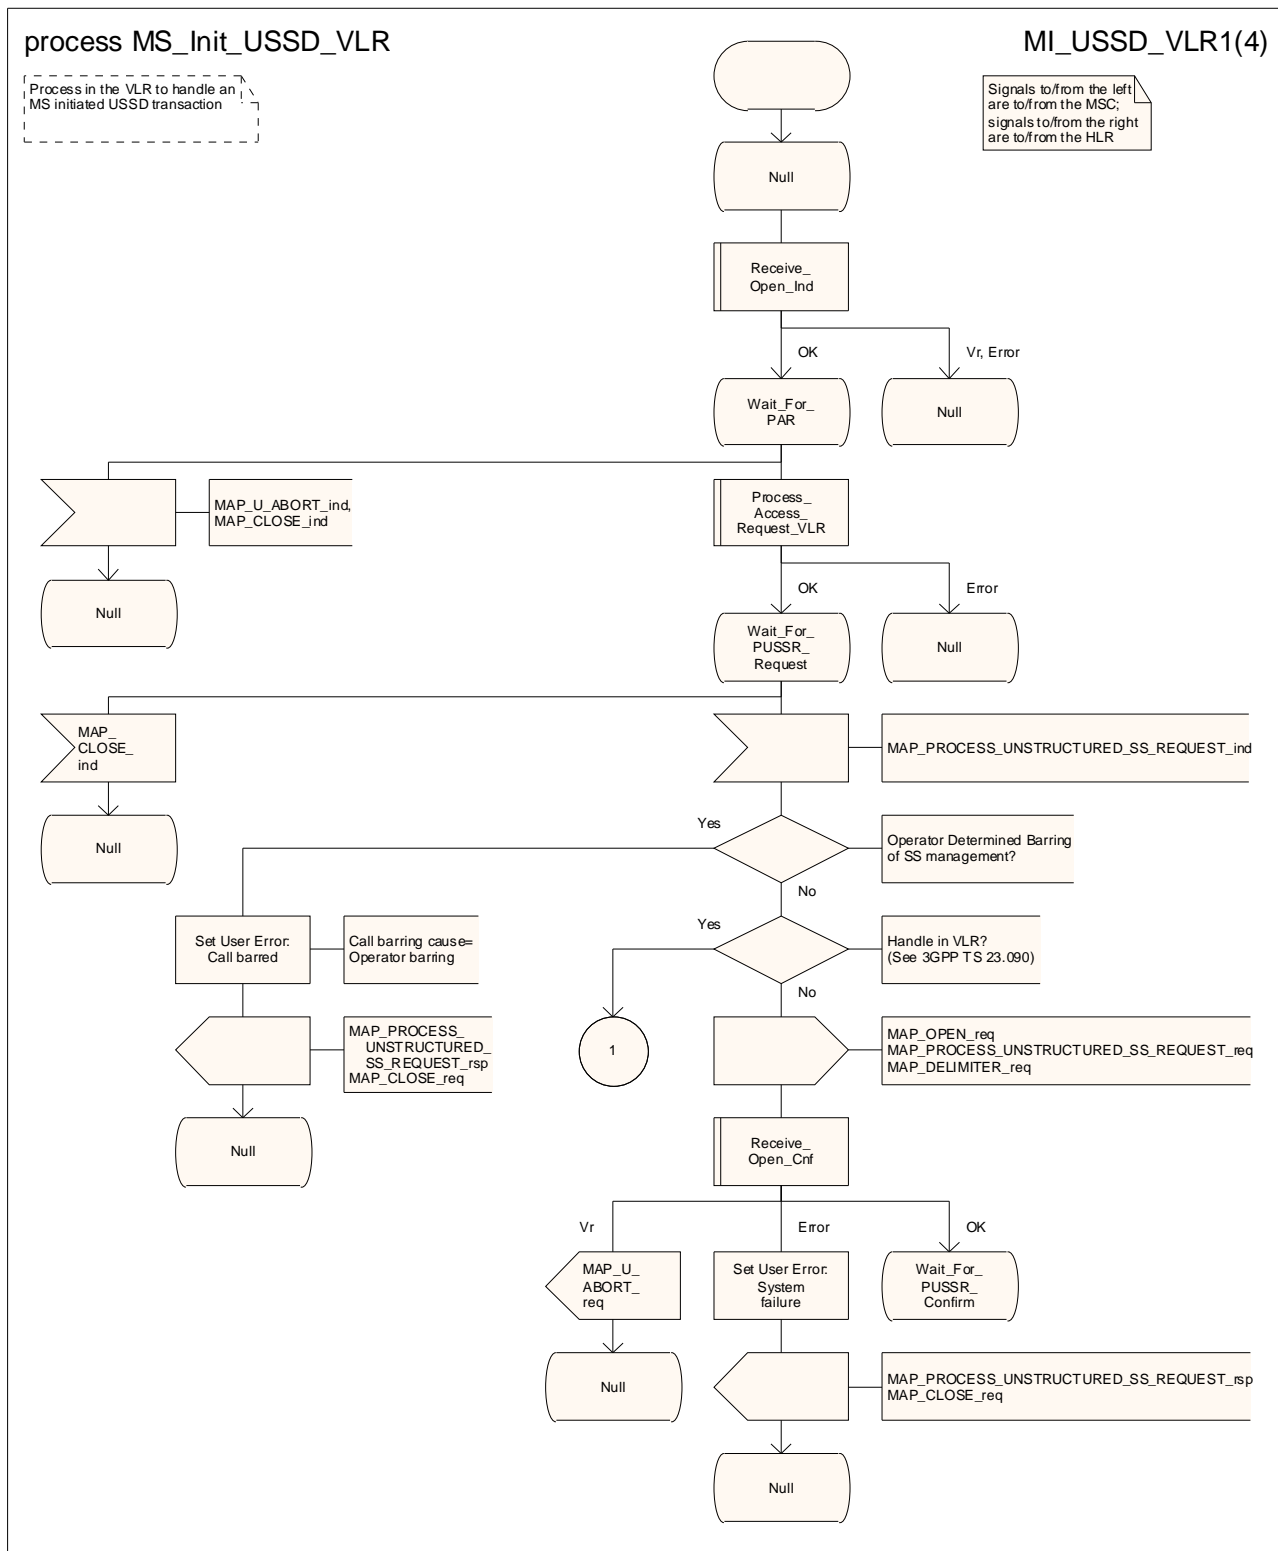 process MS_Init_USSD_VLR
MI_USSD_VLR1(4)
Process in the VLR to handle an
MS initiated USSD transaction
Signals to/from the left
are to/from the MSC;
signals to/from the right
are to/from the HLR
Null
Receive_
Open_Ind
OK
Vr, Error
Wait_For_
PAR
Null
MAP_U_ABORT_ind,
MAP_CLOSE_ind
Process_
Access_
Request_VLR
Null
OK
Error
Wait_For_
PUSSR_
Request
Null
MAP_
CLOSE_
ind
MAP_PROCESS_UNSTRUCTURED_SS_REQUEST_ind
Null
Yes
Operator Determined Barring
of SS management?
No
Set User Error:
Call barred
Call barring cause=
Operator barring
Yes
Handle in VLR?
(See 3GPP TS 23.090)
No
MAP_PROCESS_
UNSTRUCTURED_
SS_REQUEST_rsp
MAP_CLOSE_req
1
MAP_OPEN_req
MAP_PROCESS_UNSTRUCTURED_SS_REQUEST_req
MAP_DELIMITER_req
Null
Receive_
Open_Cnf
Vr
Error
OK
MAP_U_
ABORT_
req
Set User Error:
System
failure
Wait_For_
PUSSR_
Confirm
Null
MAP_PROCESS_UNSTRUCTURED_SS_REQUEST_rsp
MAP_CLOSE_req
Null